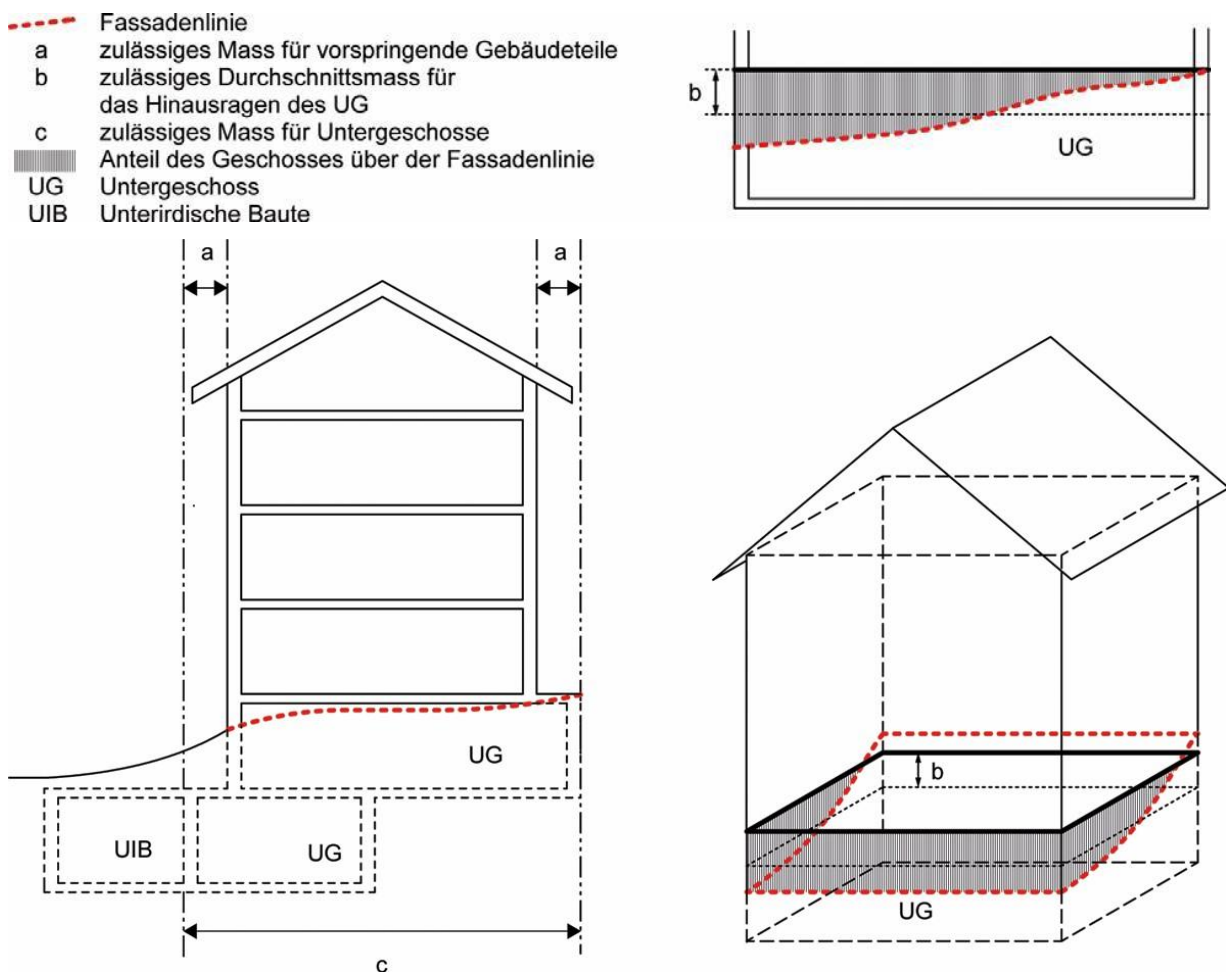 Fassadenlinie
a zulässiges Mass für vorspringende Gebäudeteile
b zulässiges Durchschnittsmass für
das Hinausragen des UG
c zulässiges Mass für Untergeschosse
Anteil des Geschosses über der Fassadenlinie
UG Untergeschoss
UIB Unterirdische Baute
b
UG
a
a
UG
UIB
UG
c
b
UG